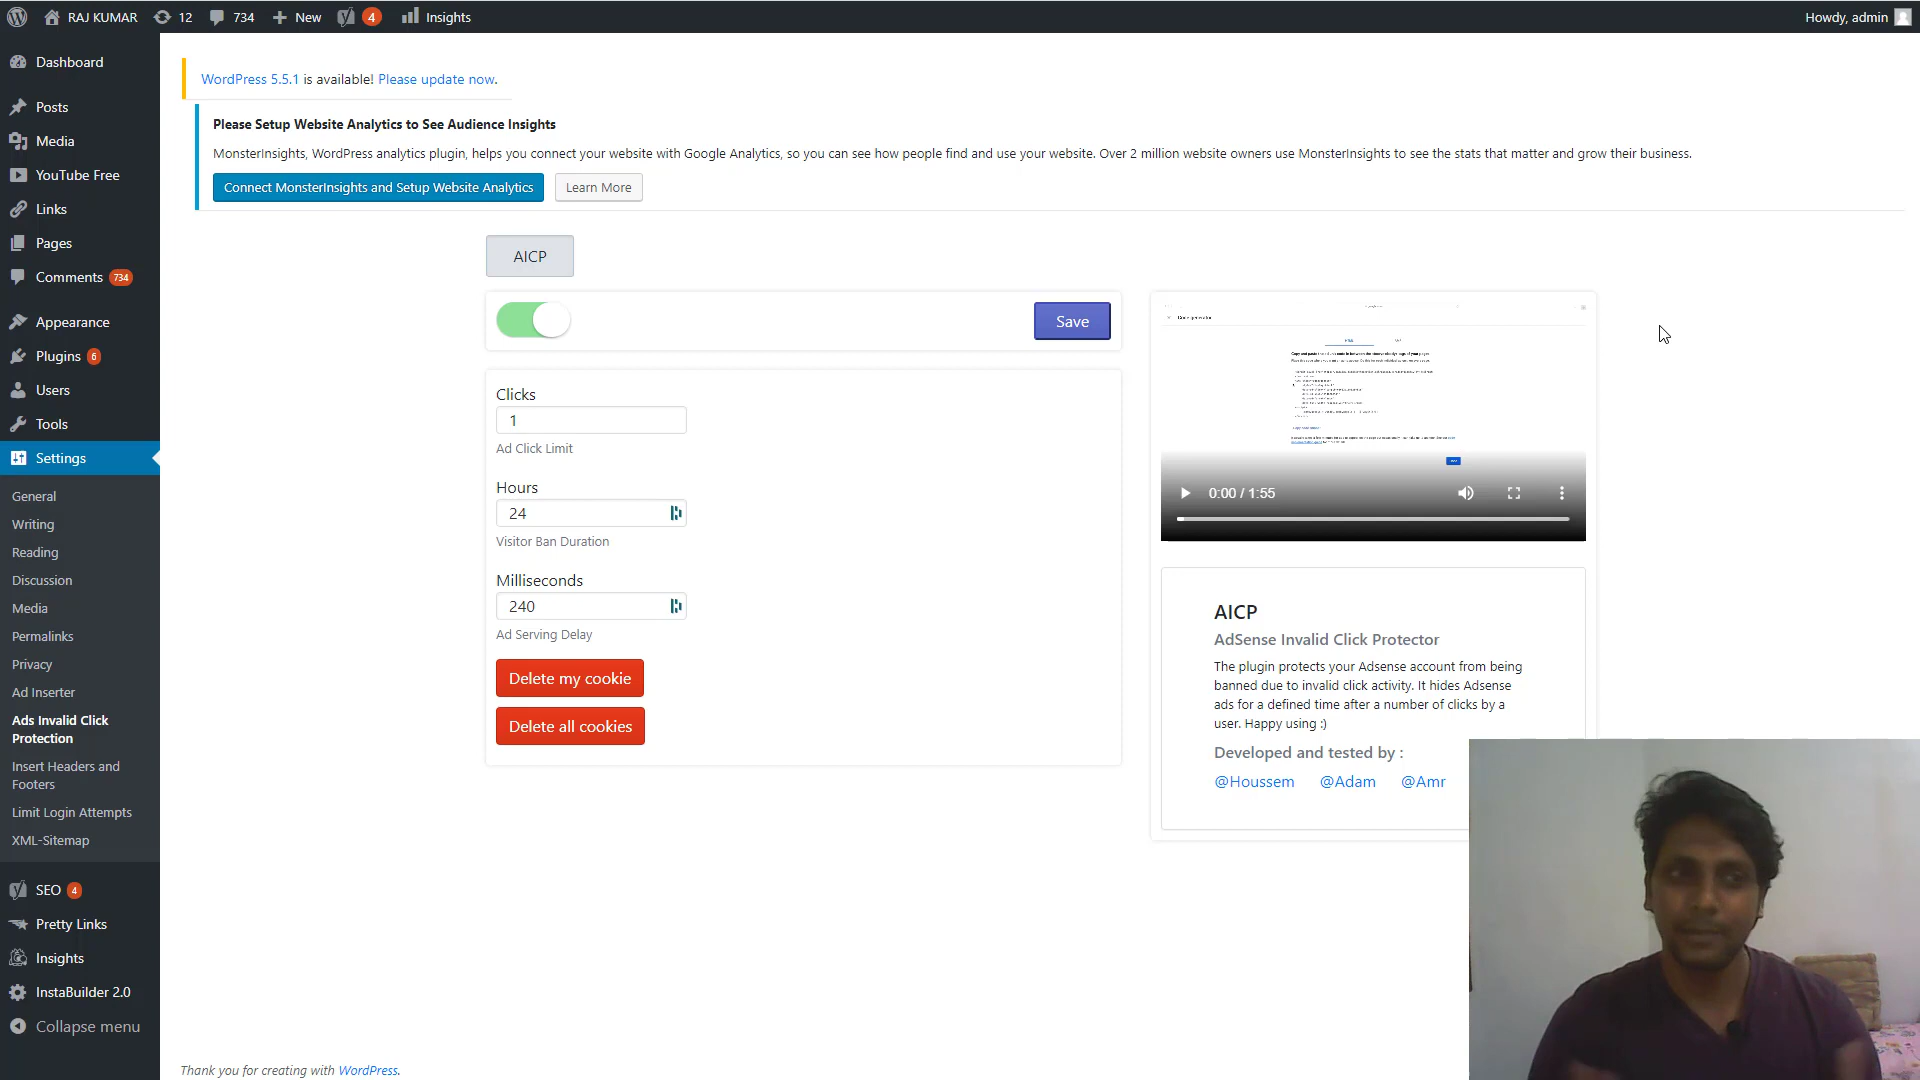 RAJ KUMAR 12 734 New 4 Insights Howdy, admin
Dashboard
Posts
Media
YouTube Free
Links
Pages
Comments 734
Appearance
Plugins 6
Users
Tools
Settings
General
Writing
Reading
Discussion
Media
Permalinks
Privacy
Ad Inserter
Ads Invalid Click
Protection
Insert Headers and
Footers
Limit Login Attempts
XML-Sitemap
SEO 4
Pretty Links
Insights
InstaBuilder 2.0
Collapse menu
WordPress 5.5.1 is available! Please update now.
Please Setup Website Analytics to See Audience Insights
MonsterInsights, WordPress analytics plugin, helps you connect your website with Google Analytics, so you can see how people find and use your website. Over 2 million website owners use MonsterInsights to see the stats that matter and grow their business.
Connect MonsterInsights and Setup Website Analytics Learn More
AICP
Save
Clicks
1
Ad Click Limit
Hours
24
Visitor Ban Duration
Milliseconds
240
Ad Serving Delay
Delete my cookie
Delete all cookies
Code generator
0:00 / 1:55
AICP
AdSense Invalid Click Protector
The plugin protects your Adsense account from being
banned due to invalid click activity. It hides Adsense
ads for a defined time after a number of clicks by a
user. Happy using :)
Developed and tested by :
@Houssem @Adam @Amr
Thank you for creating with WordPress.